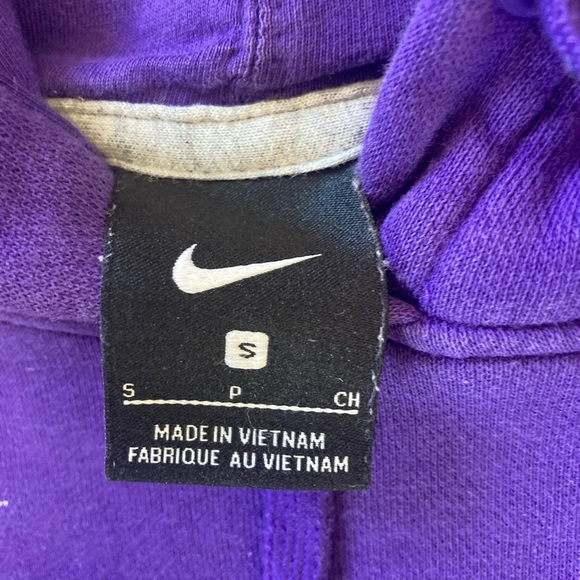 S
S P CH
MADE IN VIETNAM
FABRIQUE AU VIETNAM